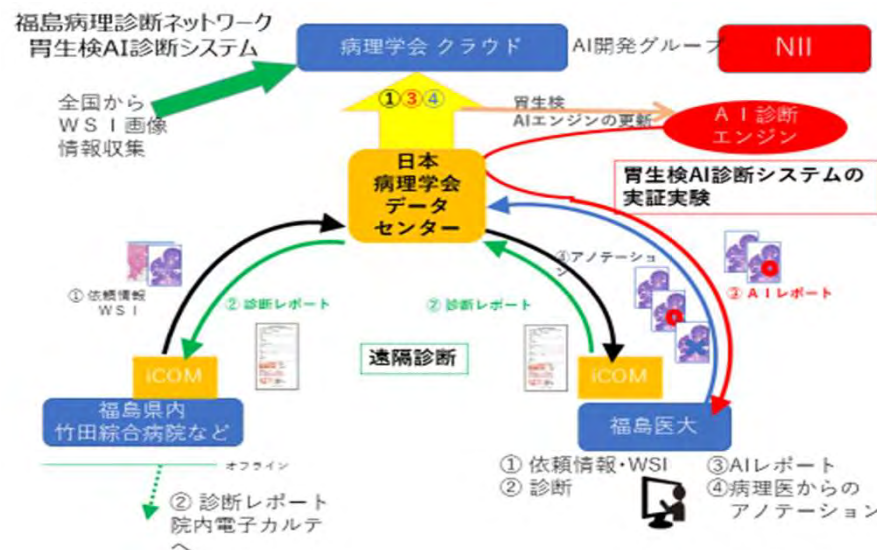 福島病理診断ネットワーク
胃生検AI診断システム
病理学会 クラウド
AI開発グループ
NII
全国から
WSI画像
情報収集
①③④
胃生検
AIエンジンの更新
AI診断
エンジン
日本
病理学会
データ
センター
胃生検AI診断システムの
実証実験
④アノテーショ
ン
① 依頼情報
WSI
② 診断レポート
② 診断レポート
③ AIレポート
遠隔診断
iCOM
iCOM
福島県内
竹田綜合病院など
福島医大
オフライン
② 診断レポート
院内電子カルテ
へ
① 依頼情報・WSI
② 診断
③AIレポート
④病理医からの
アノテーション